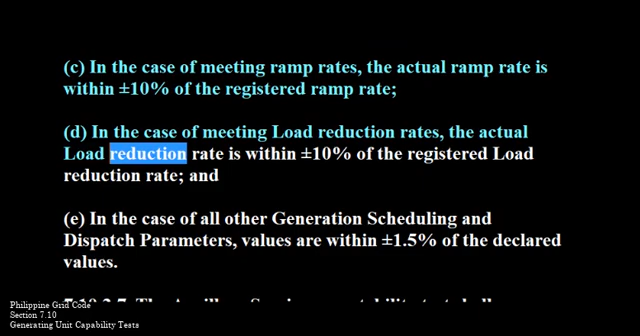 (c) In the case of meeting ramp rates, the actual ramp rate is
within ±10% of the registered ramp rate;
(d) In the case of meeting Load reduction rates, the actual
Load reduction rate is within ±10% of the registered Load
reduction rate; and
(e) In the case of all other Generation Scheduling and
Dispatch Parameters, values are within ±1.5% of the declared
values.
Philippine Grid Code
Section 7.10
Generating Unit Capability Tests